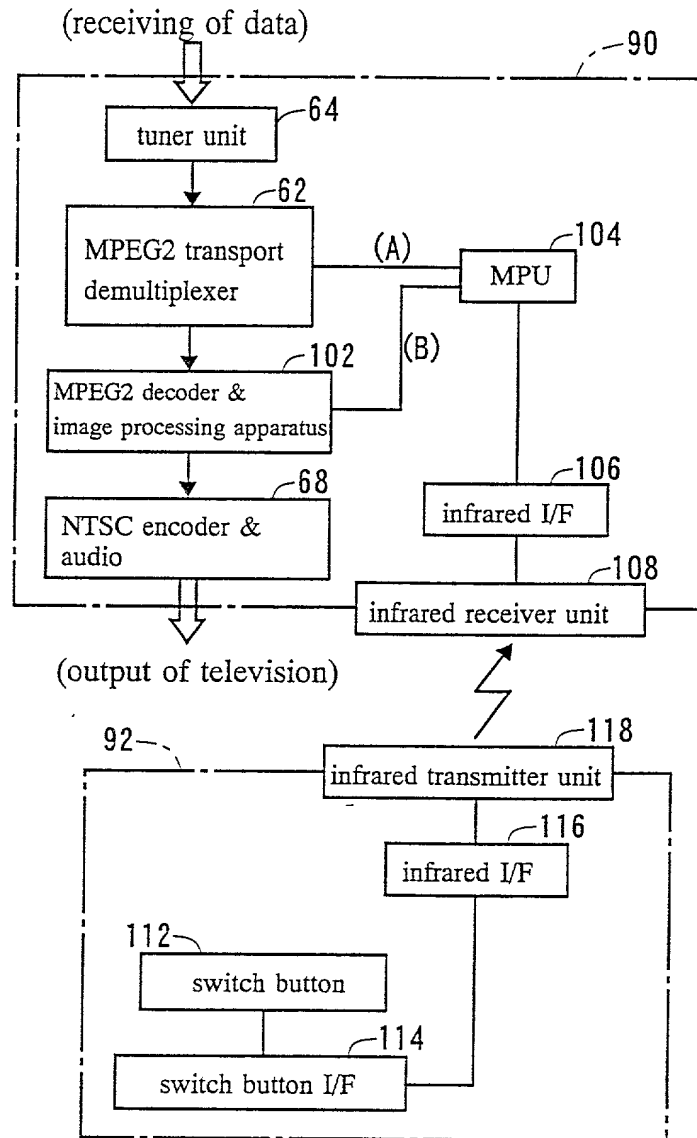 (receiving of data)
90
64
tuner unit
62
MPEG2 transport
demultiplexer
(A)
104
MPU
(B)
102
MPEG2 decoder &
image processing apparatus
106
infrared I/F
68
NTSC encoder &
audio
108
infrared receiver unit
(output of television)
92
118
infrared transmitter unit
116
infrared I/F
112
switch button
114
switch button I/F